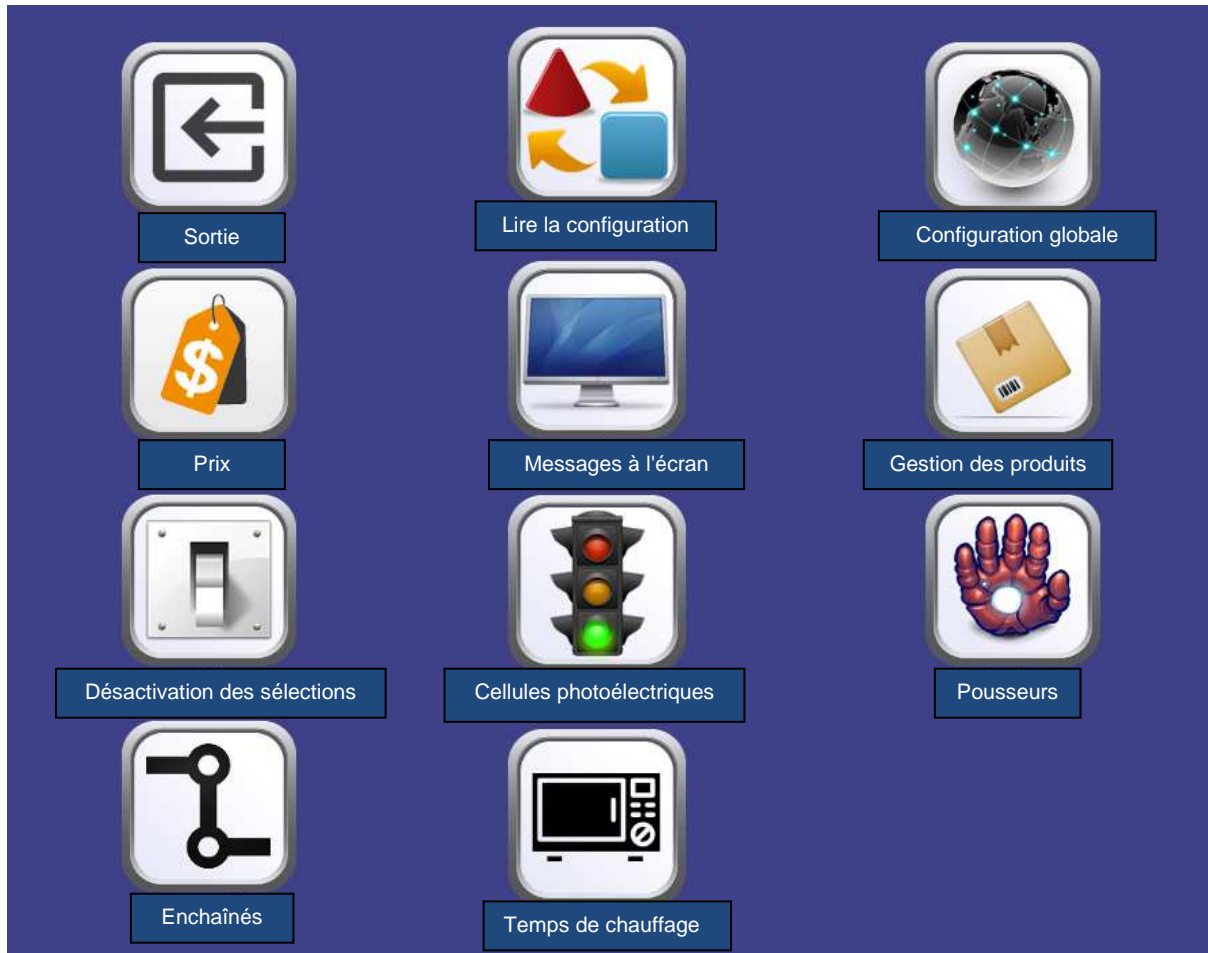 Sortie
Lire la configuration
Configuration globale
Prix
Messages à l'écran
Gestion des produits
Désactivation des sélections
Cellules photoélectriques
Pousseurs
Enchaînés
Temps de chauffage